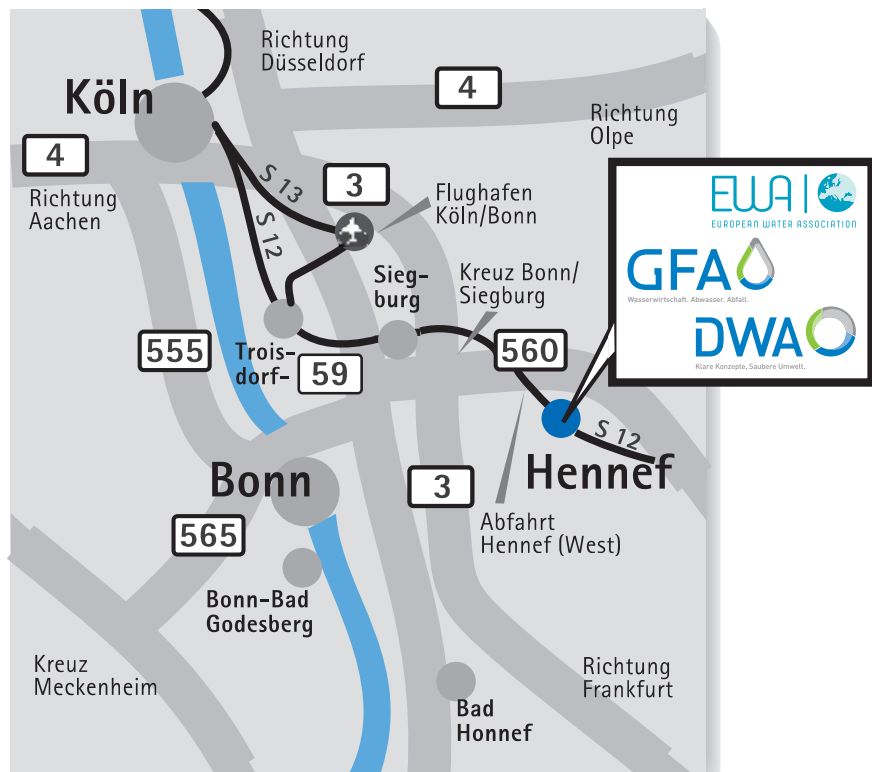 Richtung
Düsseldorf
Köln
4
Richtung
Olpe
4
Richtung
Aachen
S 13
3
S 12
Flughafen
Köln/Bonn
EWA
EUROPEAN WATER ASSOCIATION
GFA
Wasserwirtschaft. Abwasser. Abfall.
DWA
Klare Konzepte. Saubere Umwelt.
Sieg-
burg
Kreuz Bonn/
Siegburg
555
Trois-
dorf-
59
560
S 12
Hennef
Bonn
3
565
Abfahrt
Hennef (West)
Bonn-Bad
Godesberg
Kreuz
Meckenheim
Richtung
Frankfurt
Bad
Honnef